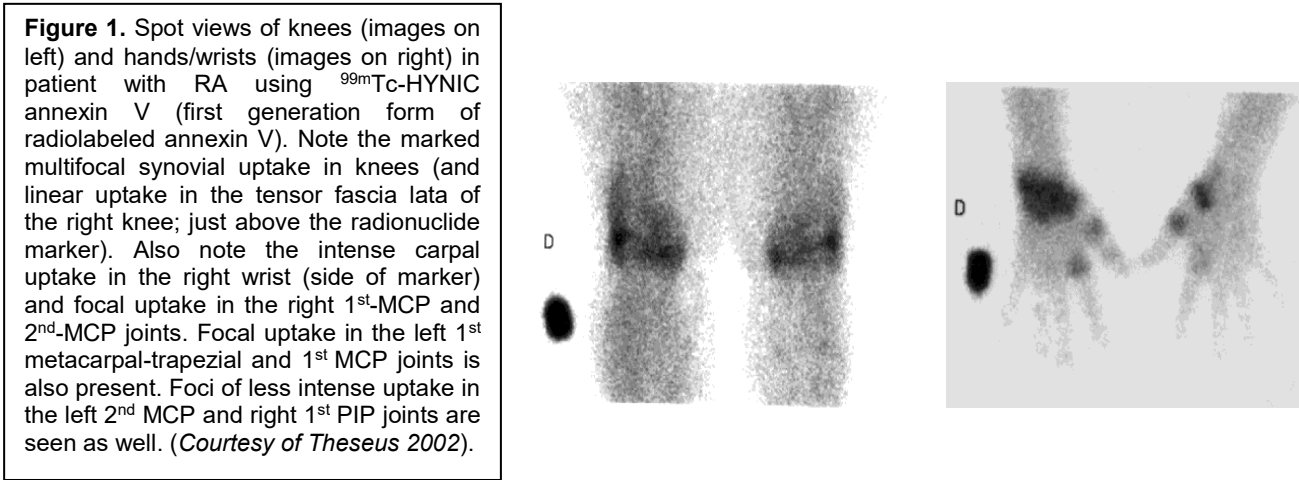 Figure 1. Spot views of knees (images on
left) and hands/wrists (images on right) in
patient with RA using 99mTc-HYNIC
annexin V (first generation form of
radiolabeled annexin V). Note the marked
multifocal synovial uptake in knees (and
linear uptake in the tensor fascia lata of
the right knee; just above the radionuclide
marker). Also note the intense carpal
uptake in the right wrist (side of marker)
and focal uptake in the right 1st-MCP and
2nd-MCP joints. Focal uptake in the left 1st
metacarpal-trapezial and 1st MCP joints is
also present. Foci of less intense uptake in
the left 2nd MCP and right 1st PIP joints are
seen as well. (Courtesy of Theseus 2002).
D
D